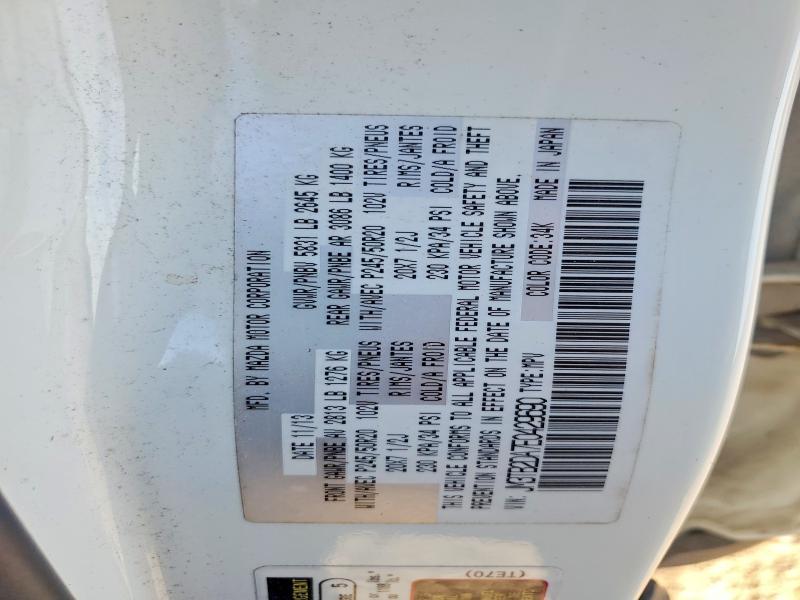 MFD. BY MAZDA MOTOR CORPORATION
DATE 11/13 GVWR/PNBV 5831 LB 2645 KG
FRONT GAWR/PNBE AV 2813 LB 1276 KG REAR GAWR/PNBE AR 3086 LB 1400 KG
WITH/AVEC P245/50R20 102V TIRES/PNEUS WITH/AVEC P245/50R20 102V TIRES/PNEUS
20X7 1/2J RIMS/JANTES 20X7 1/2J RIMS/JANTES
230 KPA/34 PSI COLD/A FROID 230 KPA/34 PSI COLD/A FROID
THIS VEHICLE CONFORMS TO ALL APPLICABLE FEDERAL MOTOR VEHICLE SAFETY AND THEFT
PREVENTION STANDARDS IN EFFECT ON THE DATE OF MANUFACTURE SHOWN ABOVE.
VIN: JM3TB2DA7E0429690 TYPE:MPV COLOR CODE:34K MADE IN JAPAN
5
(TE70)